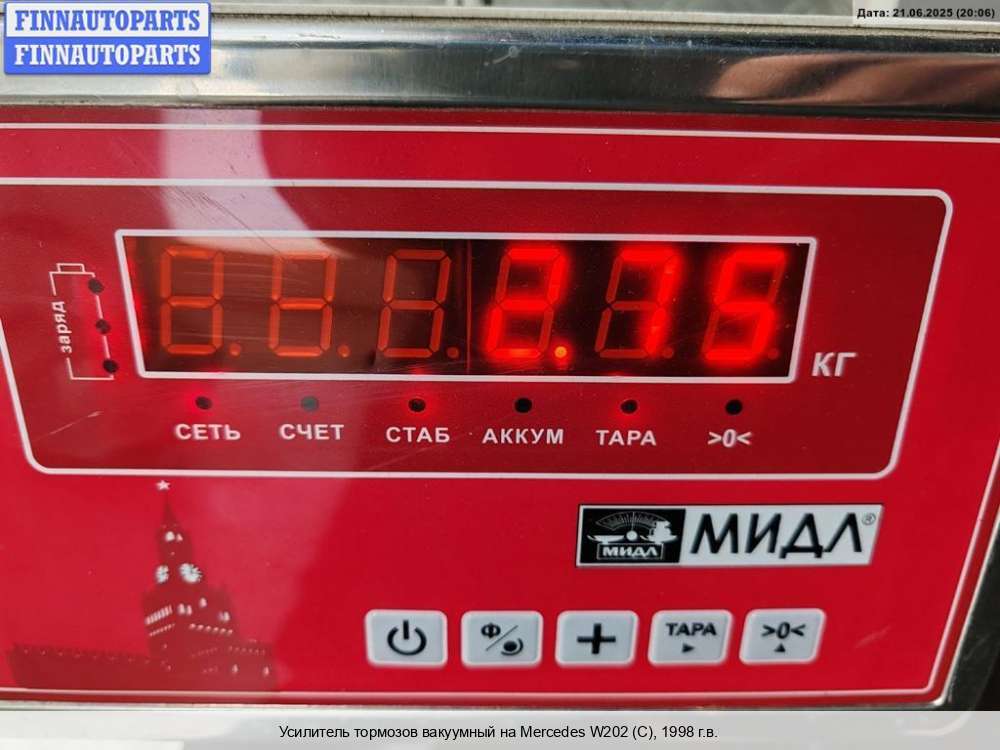 FINNAUTOPARTS
FINNAUTOPARTS
Дата: 21.06.2025 (20:06)
заряд
2.75
КГ
СЕТЬ СЧЕТ СТАБ АККУМ ТАРА >0<
МИДЛ
МИДЛ®
Ф
ТАРА >0<
Усилитель тормозов вакуумный на Mercedes W202 (C), 1998 г.в.